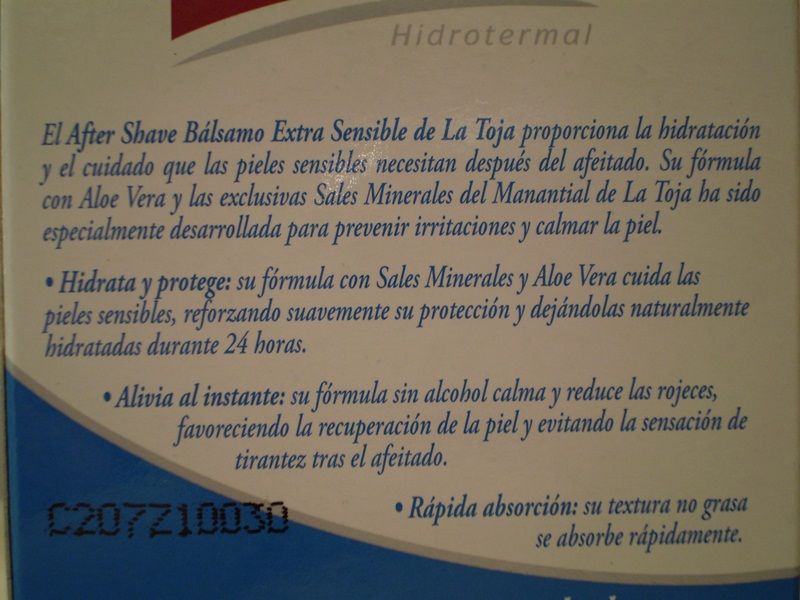 Hidrotermal
El After Shave Bálsamo Extra Sensible de La Toja proporciona la hidratación
y el cuidado que las pieles sensibles necesitan después del afeitado. Su fórmula
con Aloe Vera y las exclusivas Sales Minerales del Manantial de La Toja ha sido
especialmente desarrollada para prevenir irritaciones y calmar la piel.
• Hidrata y protege: su fórmula con Sales Minerales y Aloe Vera cuida las
pieles sensibles, reforzando suavemente su protección y dejándolas naturalmente
hidratadas durante 24 horas.
• Alivia al instante: su fórmula sin alcohol calma y reduce las rojeces,
favoreciendo la recuperación de la piel y evitando la sensación de
tirantez tras el afeitado.
• Rápida absorción: su textura no grasa
se absorbe rápidamente.
C207Z10030